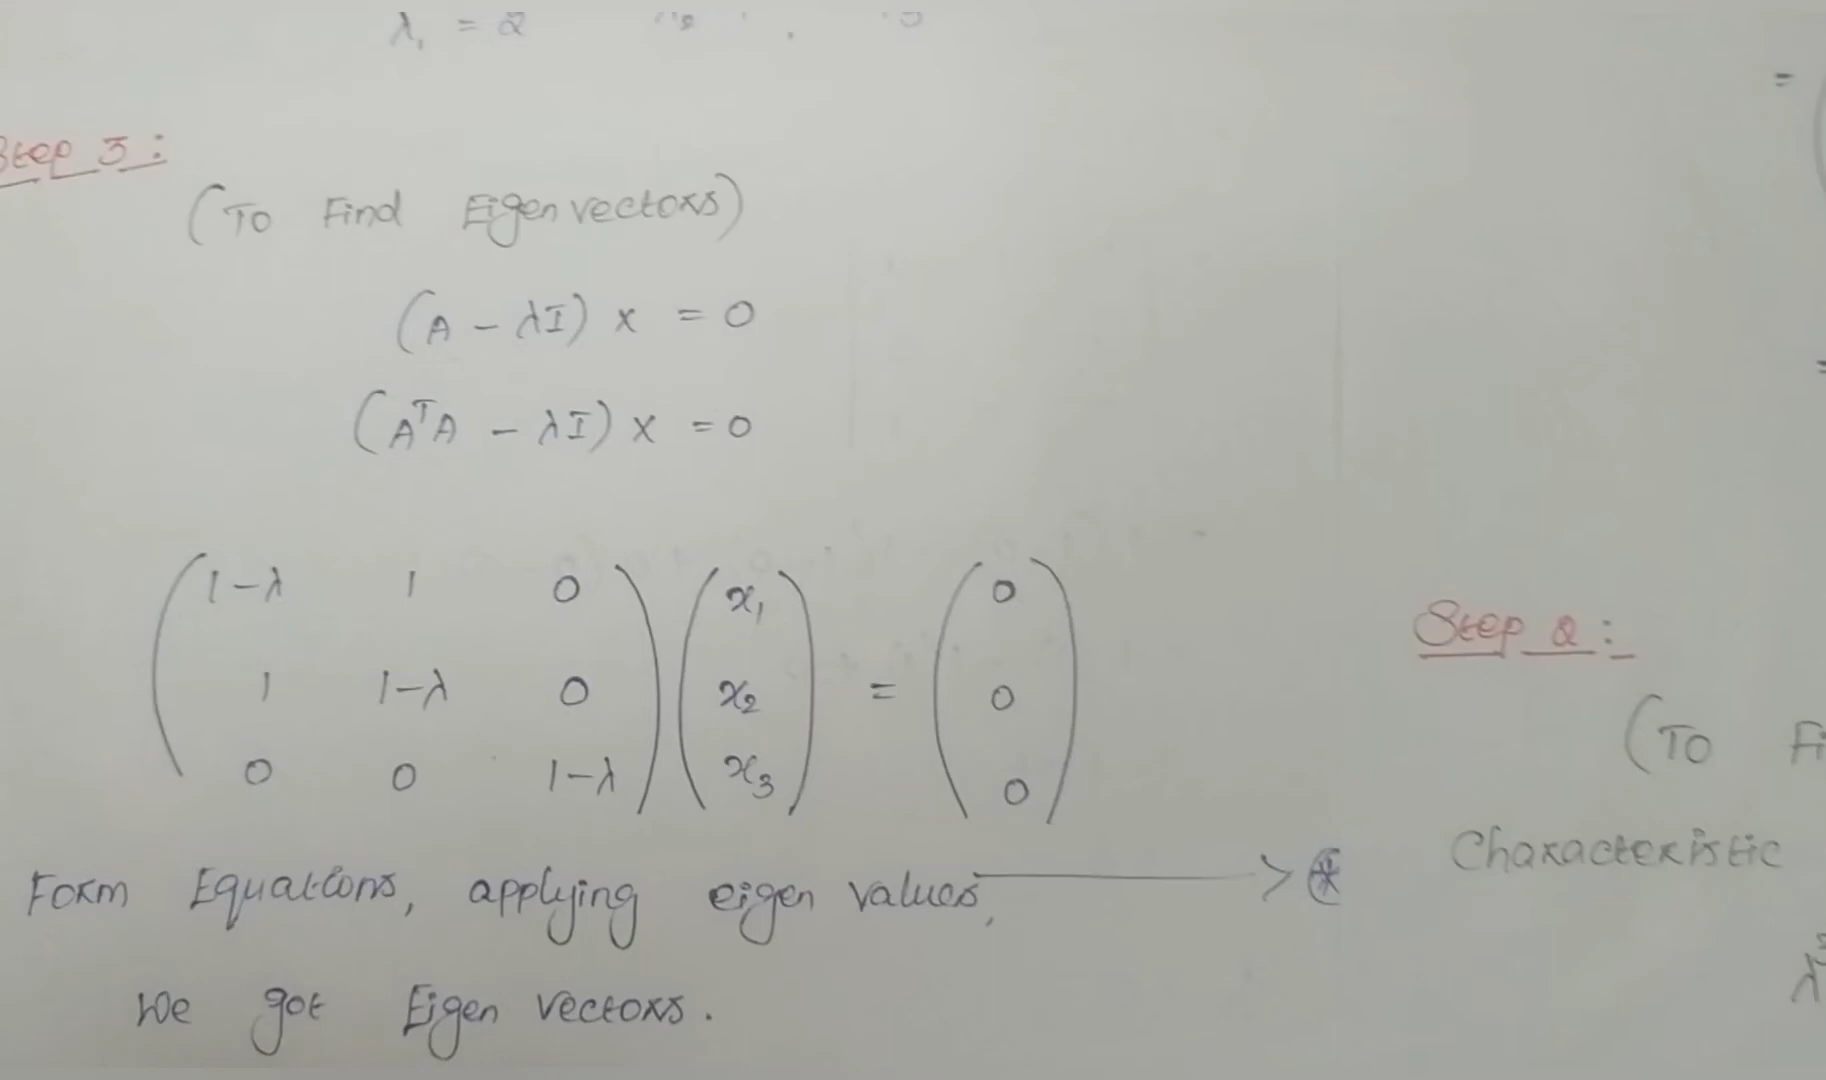 λ₁ = 2
Step 3:
(To Find Eigen vectors)
(A - λI) x = 0
(AᵀA - λI) x = 0
(1-λ 1 0) (x₁) (0)
(1 1-λ 0) (x₂) = (0)
(0 0 1-λ) (x₃) (0)
Form Equations, applying eigen values, → *
We got Eigen vectors.
=
=
Step 2:
(To Fi
Characteristic
λ